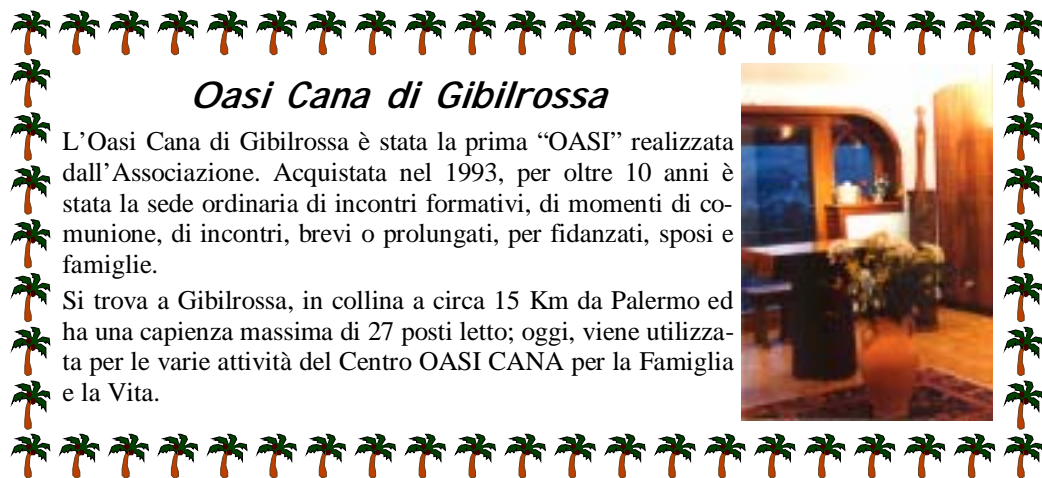 Oasi Cana di Gibilrossa
L’Oasi Cana di Gibilrossa è stata la prima “OASI” realizzata
dall’Associazione. Acquistata nel 1993, per oltre 10 anni è
stata la sede ordinaria di incontri formativi, di momenti di co-
munione, di incontri, brevi o prolungati, per fidanzati, sposi e
famiglie.
Si trova a Gibilrossa, in collina a circa 15 Km da Palermo ed
ha una capienza massima di 27 posti letto; oggi, viene utilizza-
ta per le varie attività del Centro OASI CANA per la Famiglia
e la Vita.